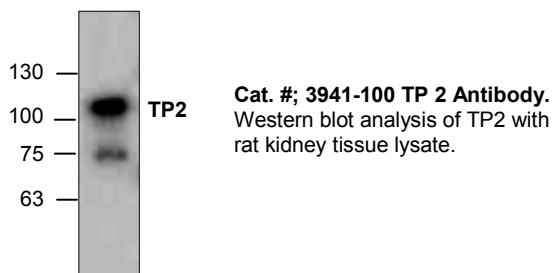 130
100
75
63
TP2
Cat. #; 3941-100 TP 2 Antibody.
Western blot analysis of TP2 with
rat kidney tissue lysate.